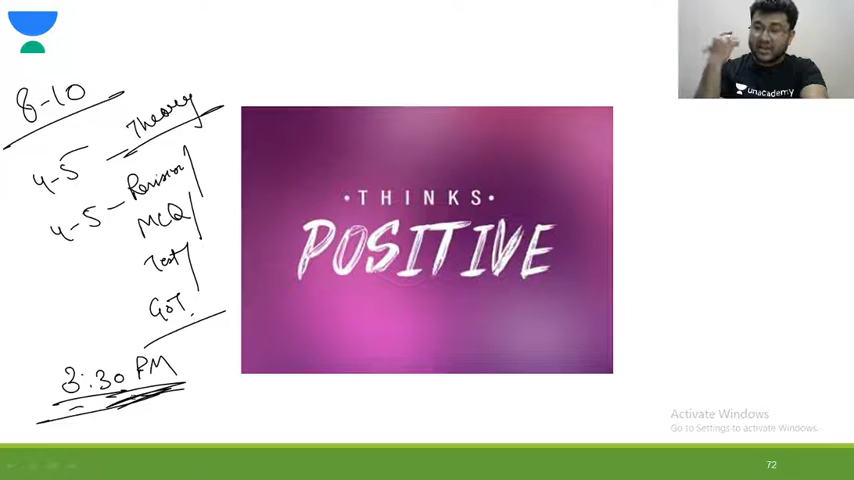 8-10
4-5 - Theory
4-5 - Revision
MCQ
Test
GOT.
3:30 PM
• THINKS •
POSITIVE
unacademy
Activate Windows
Go to Settings to activate Windows.
72